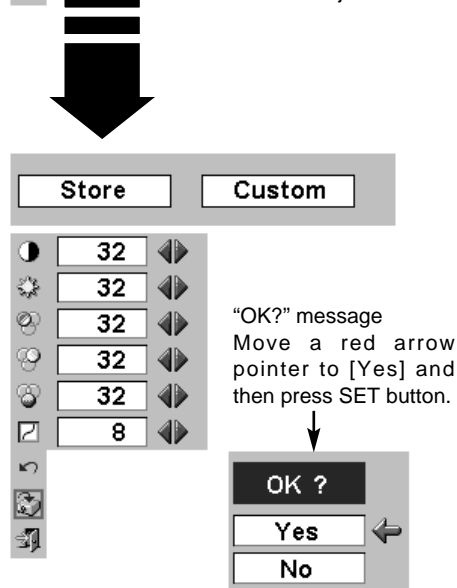 Store Custom
32
32
32
32
32
8
“OK?” message
Move a red arrow
pointer to [Yes] and
then press SET button.
OK ?
Yes
No